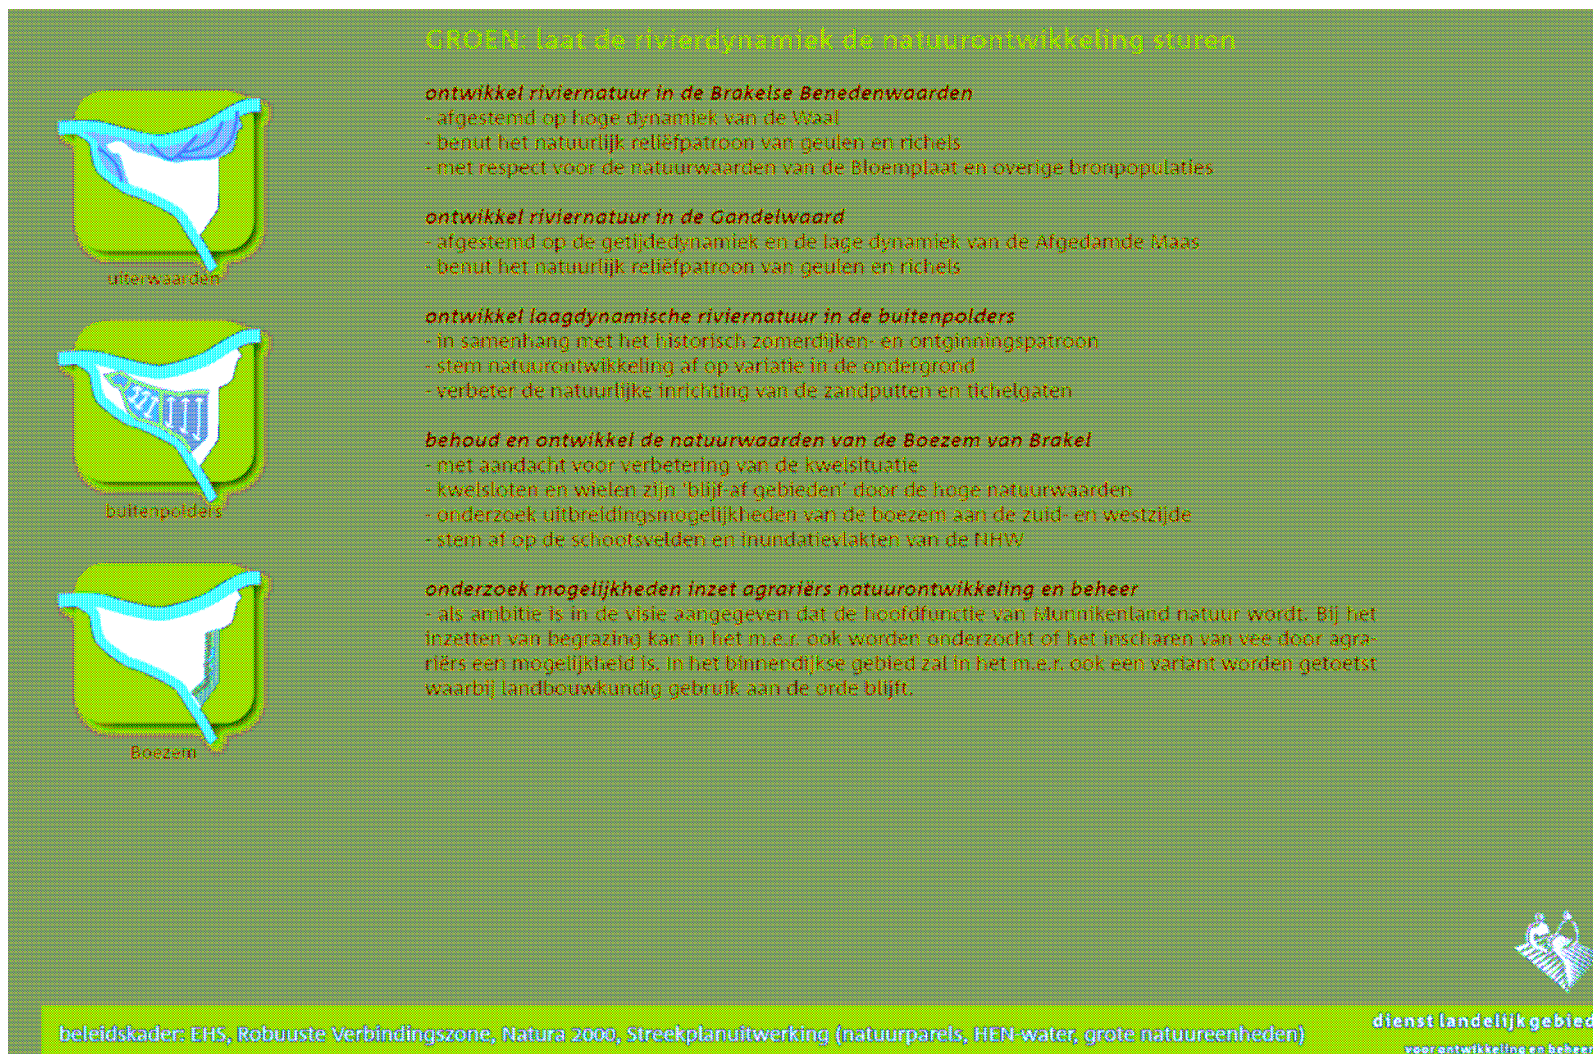 GROEN: laat de rivierdynamiek de natuurontwikkeling sturen
ontwikkel riviernatuur in de Brakelse Benedenwaarden
- afgestemd op hoge dynamiek van de Waal
- benut het natuurlijk reliëfpatroon van geulen en richels
- met respect voor de natuurwaarden van de Bloemplaat en overige bronpopulaties
ontwikkel riviernatuur in de Gandelwaard
- afgestemd op de getijdedynamiek en de lage dynamiek van de Afgedamde Maas
- benut het natuurlijk reliëfpatroon van geulen en richels
uiterwaarden
ontwikkel laagdynamische riviernatuur in de buitenpolders
- in samenhang met het historisch zomerdijken- en ontginningspatroon
- stem natuurontwikkeling af op variatie in de ondergrond
- verbeter de natuurlijke inrichting van de zandputten en tichelgaten
buitenpolders
behoud en ontwikkel de natuurwaarden van de Boezem van Brakel
- met aandacht voor verbetering van de kwelsituatie
- kwelsloten en wielen zijn 'blijf-af gebieden' door de hoge natuurwaarden
- onderzoek uitbreidingsmogelijkheden van de boezem aan de zuid- en westzijde
- stem af op de schootsvelden en inundatievlakten van de NHW
onderzoek mogelijkheden inzet agrariërs natuurontwikkeling en beheer
- als ambitie is in de visie aangegeven dat de hoofdfunctie van Munnikenland natuur wordt. Bij het
inzetten van begrazing kan in het m.e.r. ook worden onderzocht of het inscharen van vee door agra-
riërs een mogelijkheid is. In het binnendijkse gebied zal in het m.e.r. ook een variant worden getoetst
waarbij landbouwkundig gebruik aan de orde blijft.
Boezem
beleidskader: EHS, Robuuste Verbindingszone, Natura 2000, Streekplanuitwerking (natuurparels, HEN-water, grote natuureenheden)
dienst landelijk gebied
voor ontwikkeling en beheer